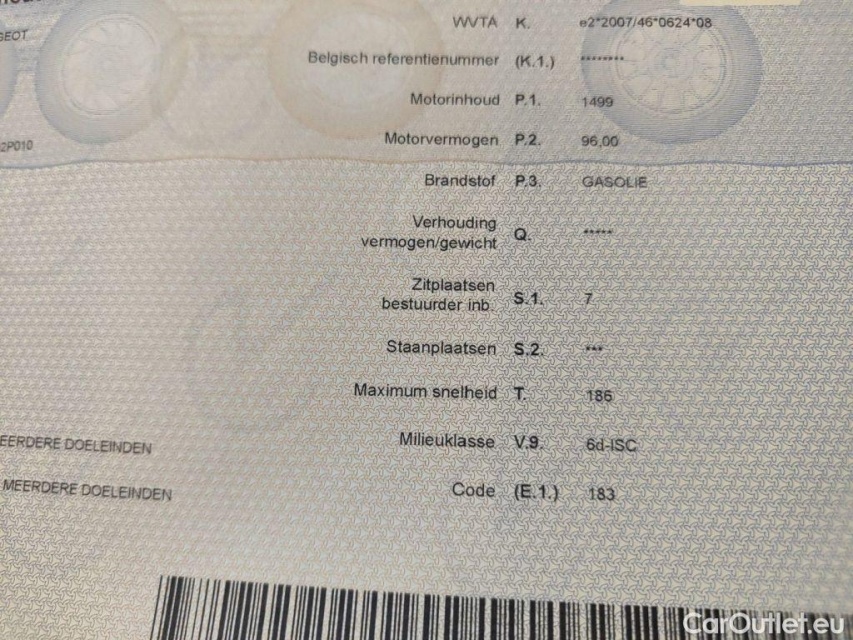 WVTA K. e2*2007/46*0624*08
GEOT
Belgisch referentienummer (K.1.) ********
Motorinhoud P.1. 1499
2P010
Motorvermogen P.2. 96,00
Brandstof P.3. GASOLIE
Verhouding
vermogen/gewicht Q. *****
Zitplaatsen
bestuurder inb. S.1. 7
Staanplaatsen S.2. ***
Maximum snelheid T. 186
EERDERE DOELEINDEN
Milieuklasse V.9. 6d-ISC
MEERDERE DOELEINDEN
Code (E.1.) 183
CarOutlet.eu